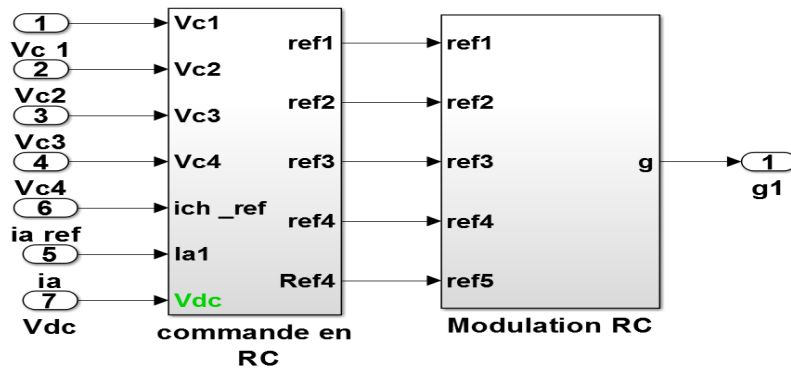 1
Vc 1
2
Vc2
3
Vc3
4
Vc4
6
ia ref
5
ia
7
Vdc
Vc1
Vc2
Vc3
Vc4
ich _ref
Ia1
Vdc
ref1
ref2
ref3
ref4
Ref4
commande en
RC
ref1
ref2
ref3
ref4
ref5
g
Modulation RC
1
g1